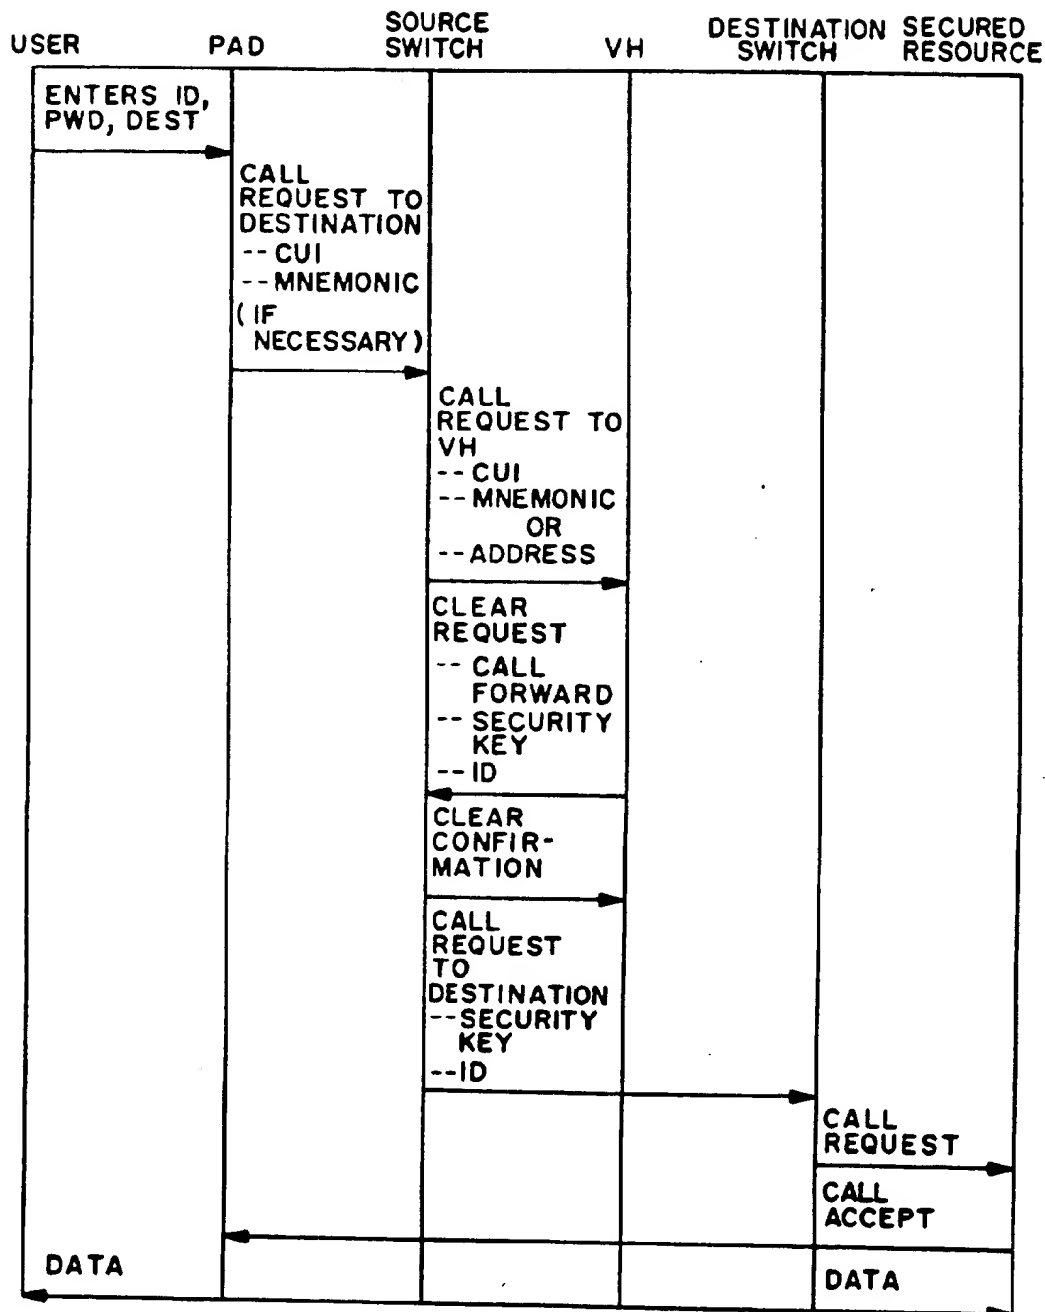 USER
PAD
SOURCE
SWITCH
VH
DESTINATION
SWITCH
SECURED
RESOURCE
ENTERS ID,
PWD, DEST
CALL
REQUEST TO
DESTINATION
-- CUI
-- MNEMONIC
(IF
NECESSARY)
CALL
REQUEST TO
VH
-- CUI
-- MNEMONIC
OR
-- ADDRESS
CLEAR
REQUEST
-- CALL
FORWARD
-- SECURITY
KEY
-- ID
CLEAR
CONFIR-
MATION
CALL
REQUEST
TO
DESTINATION
-- SECURITY
KEY
-- ID
CALL
REQUEST
CALL
ACCEPT
DATA
DATA